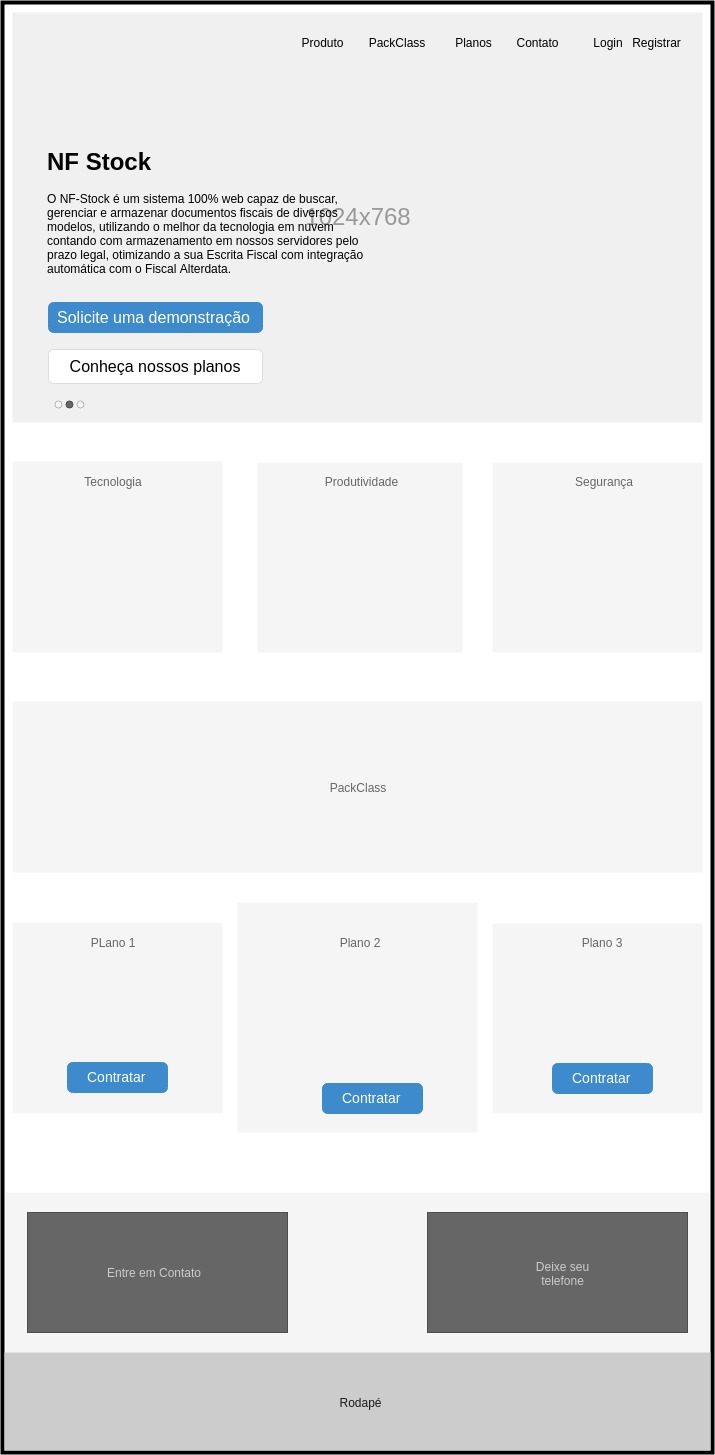 Produto PackClass Planos Contato Login Registrar
NF Stock
O NF-Stock é um sistema 100% web capaz de buscar,
gerenciar e armazenar documentos fiscais de diversos
modelos, utilizando o melhor da tecnologia em nuvem
contando com armazenamento em nossos servidores pelo
prazo legal, otimizando a sua Escrita Fiscal com integração
automática com o Fiscal Alterdata.
1024x768
Solicite uma demonstração
Conheça nossos planos
Tecnologia
Produtividade
Segurança
PackClass
PLano 1
Plano 2
Plano 3
Contratar
Contratar
Contratar
Entre em Contato
Deixe seu
telefone
Rodapé